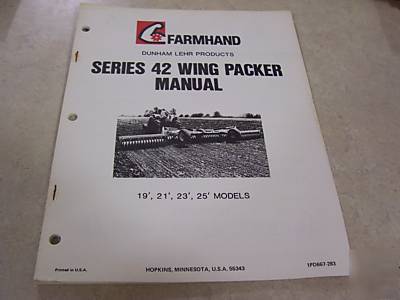 FARMHAND
DUNHAM LEHR PRODUCTS
SERIES 42 WING PACKER
MANUAL
19', 21', 23', 25' MODELS
Printed in U.S.A.
HOPKINS, MINNESOTA, U.S.A. 55343
1PD667-283